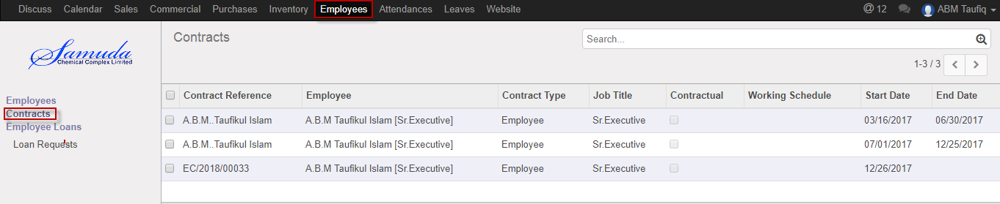 Discuss Calendar Sales Commercial Purchases Inventory Employees Attendances Leaves Website @ 12 ABM Taufiq
Samuda
Chemical Complex Limited
Employees
Contracts
Employee Loans
Loan Requests
Contracts
Search...
1-3 / 3
Contract Reference Employee Contract Type Job Title Contractual Working Schedule Start Date End Date
A.B.M..Taufikul Islam A.B.M Taufikul Islam [Sr.Executive] Employee Sr.Executive 03/16/2017 06/30/2017
A.B.M..Taufikul Islam A.B.M Taufikul Islam [Sr.Executive] Employee Sr.Executive 07/01/2017 12/25/2017
EC/2018/00033 A.B.M Taufikul Islam [Sr.Executive] Employee Sr.Executive 12/26/2017